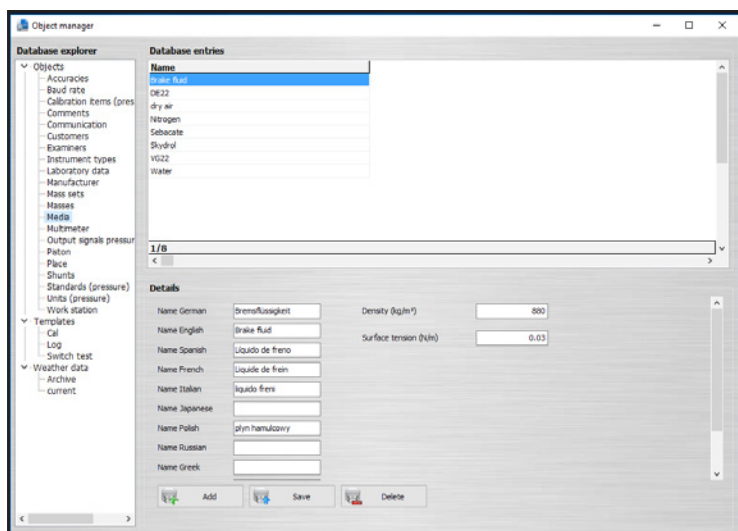 Object manager
Database explorer
Objects
Accuracies
Baud rate
Calibration items (pres
Comments
Communication
Customers
Examiners
Instrument types
Laboratory data
Manufacturer
Mass sets
Masses
Media
Multimeter
Output signals pressur
Piston
Place
Shunts
Standards (pressure)
Units (pressure)
Work station
Templates
Cal
Log
Switch test
Weather data
Archive
current
Database entries
Name
Brake fluid
DE22
dry air
Nitrogen
Sebacate
Skydrol
VG22
Water
1/8
Details
Name German Bremsflüssigkeit Density (kg/m³) 880
Name English Brake fluid Surface tension (N/m) 0.03
Name Spanish Líquido de freno
Name French Liquide de frein
Name Italian liquido freni
Name Japanese
Name Polish płyn hamulcowy
Name Russian
Name Greek
Add Save Delete